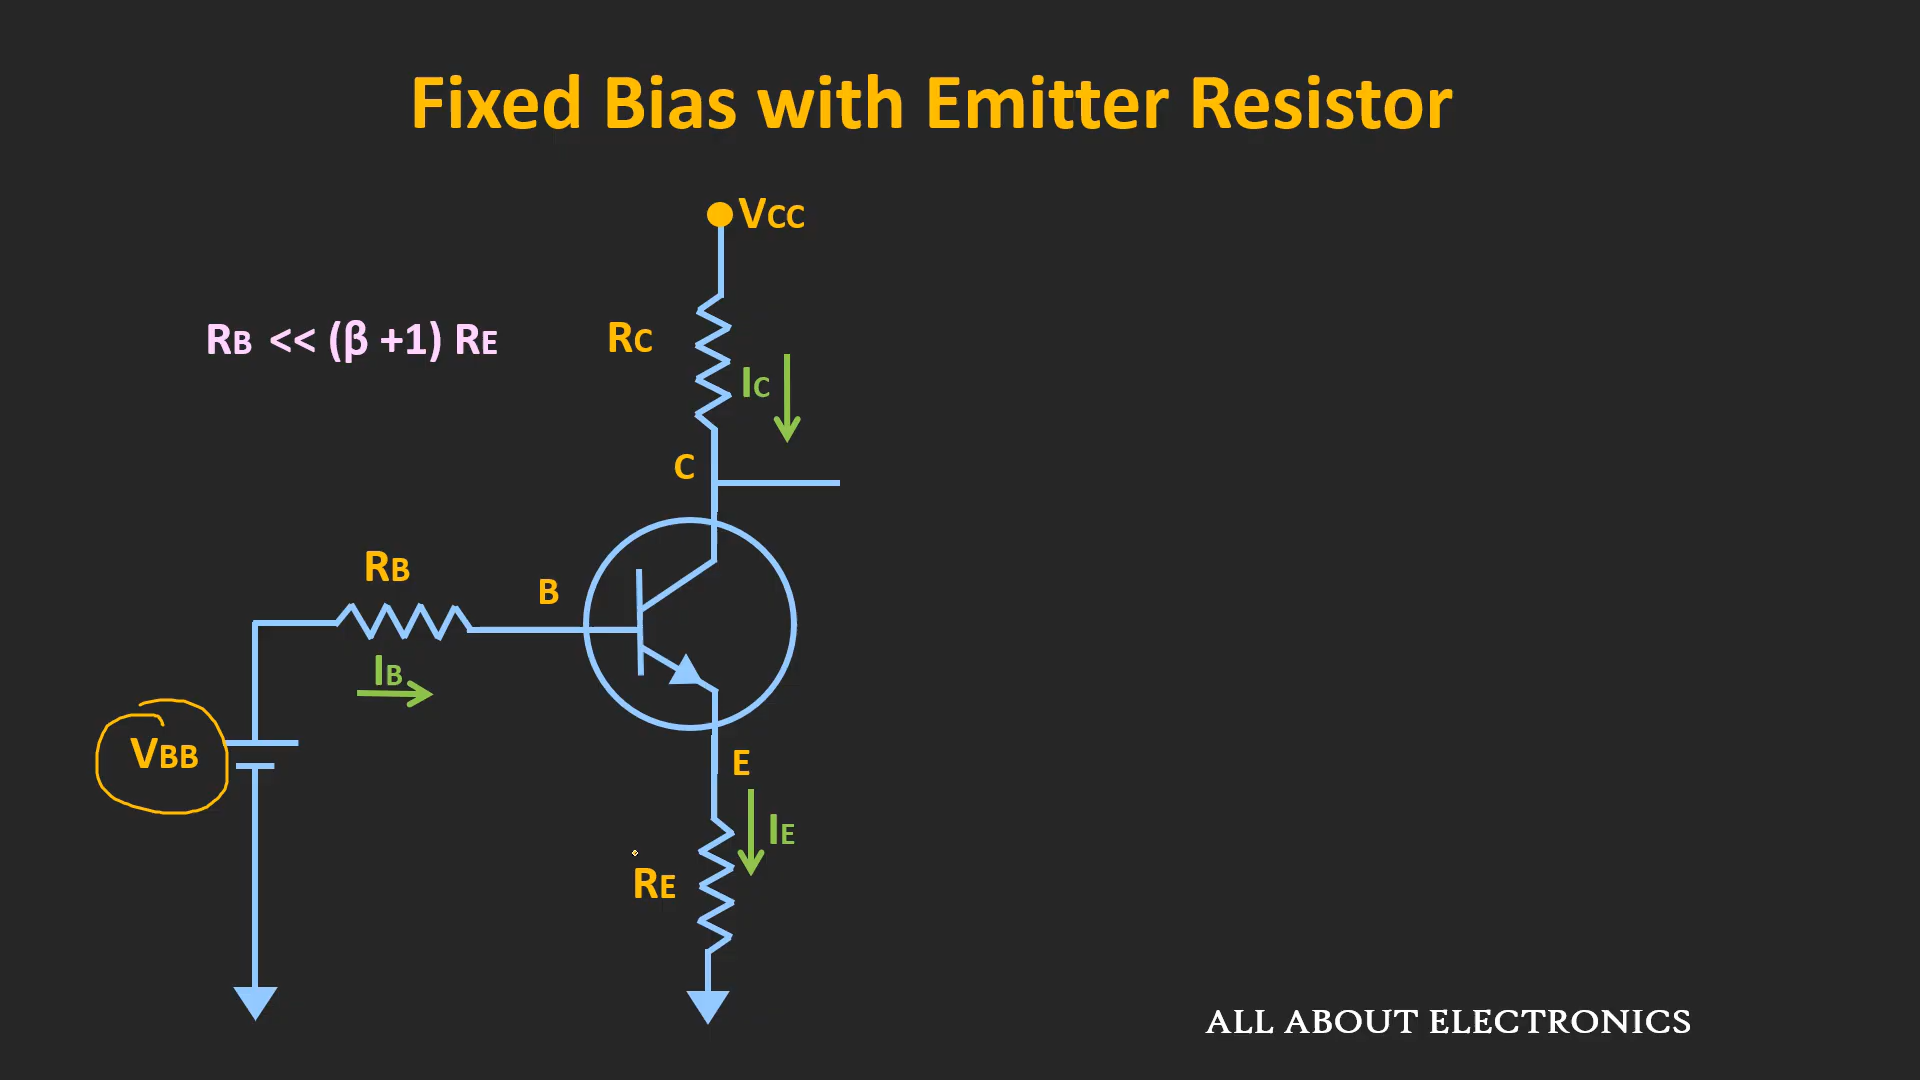 Fixed Bias with Emitter Resistor
VCC
RB << (β +1) RE
RC
IC
C
RB
B
IB
VBB
E
IE
RE
ALL ABOUT ELECTRONICS